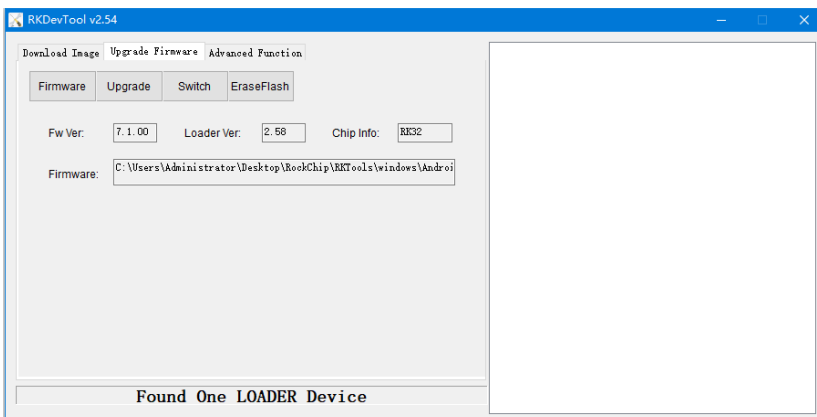 RKDevTool v2.54
Download Image Upgrade Firmware Advanced Function
Firmware Upgrade Switch EraseFlash
Fw Ver: 7.1.00 Loader Ver: 2.58 Chip Info: RK32
Firmware: C:\Users\Administrator\Desktop\RockChip\RKTools\windows\Androi
Found One LOADER Device